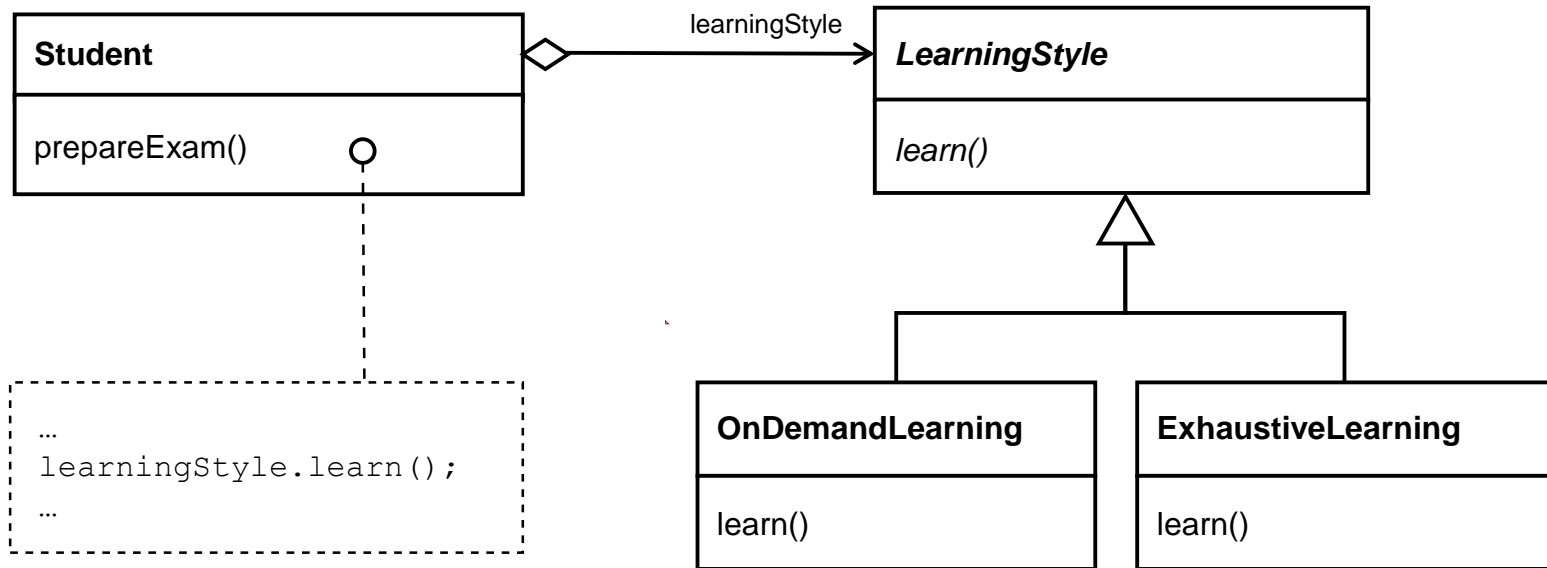 learningStyle
Student
LearningStyle
prepareExam()
learn()
…
learningStyle.learn();
…
OnDemandLearning
ExhaustiveLearning
learn()
learn()